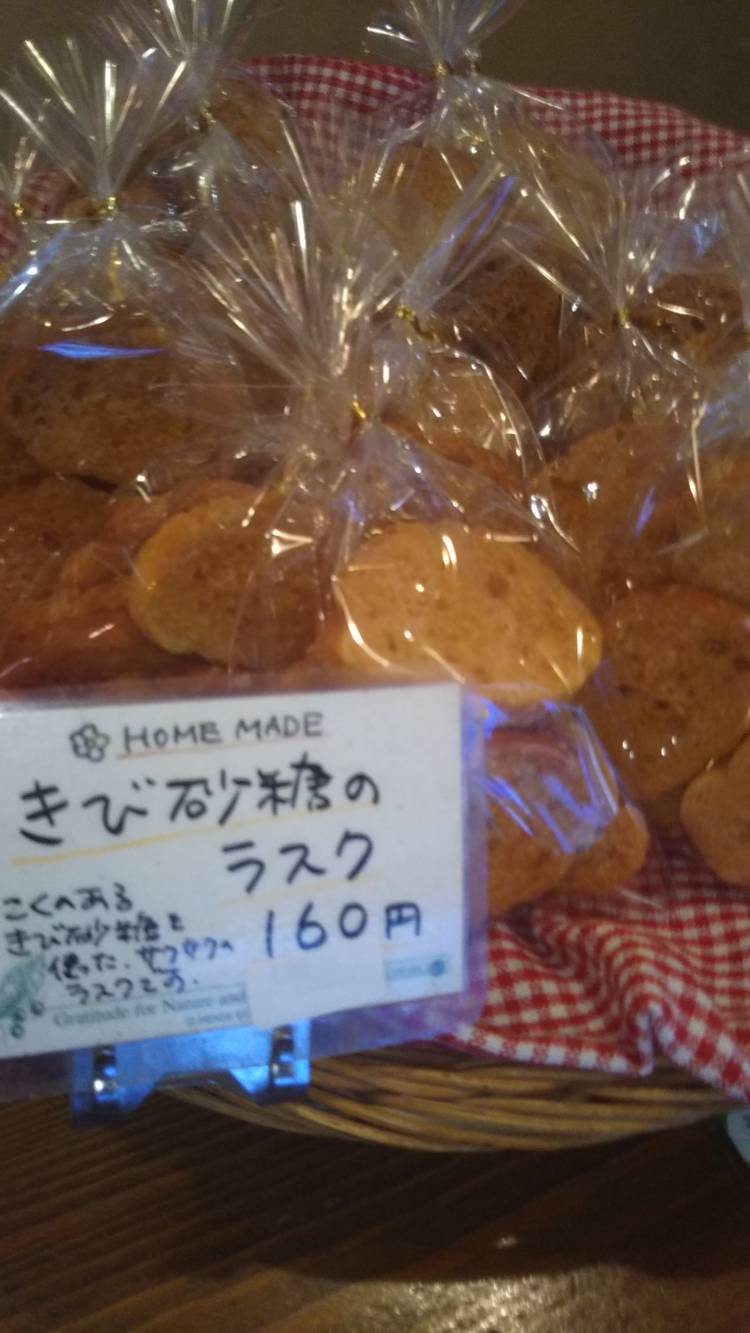 HOME MADE
きび砂糖の
ラスク
160円
こくのある
きび砂糖を
使った、サクサクの
ラスクです。
Gratitude for Nature and